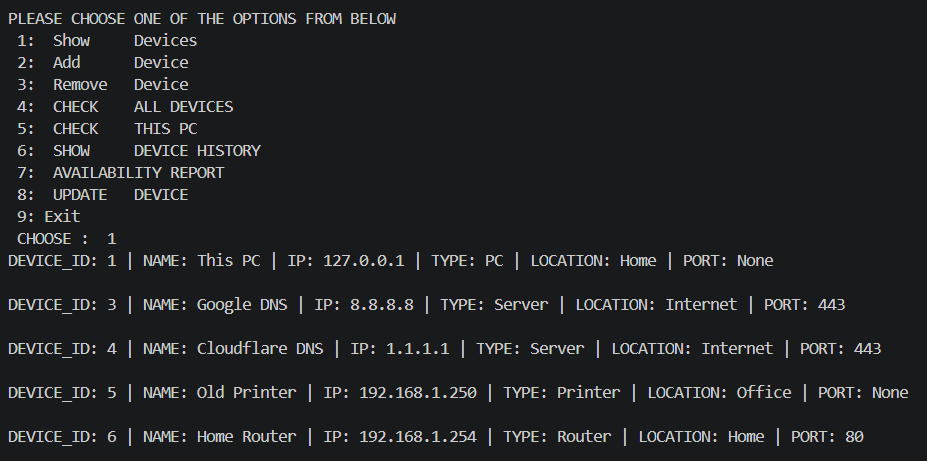 PLEASE CHOOSE ONE OF THE OPTIONS FROM BELOW
1: Show Devices
2: Add Device
3: Remove Device
4: CHECK ALL DEVICES
5: CHECK THIS PC
6: SHOW DEVICE HISTORY
7: AVAILABILITY REPORT
8: UPDATE DEVICE
9: Exit
CHOOSE : 1
DEVICE_ID: 1 | NAME: This PC | IP: 127.0.0.1 | TYPE: PC | LOCATION: Home | PORT: None
DEVICE_ID: 3 | NAME: Google DNS | IP: 8.8.8.8 | TYPE: Server | LOCATION: Internet | PORT: 443
DEVICE_ID: 4 | NAME: Cloudflare DNS | IP: 1.1.1.1 | TYPE: Server | LOCATION: Internet | PORT: 443
DEVICE_ID: 5 | NAME: Old Printer | IP: 192.168.1.250 | TYPE: Printer | LOCATION: Office | PORT: None
DEVICE_ID: 6 | NAME: Home Router | IP: 192.168.1.254 | TYPE: Router | LOCATION: Home | PORT: 80